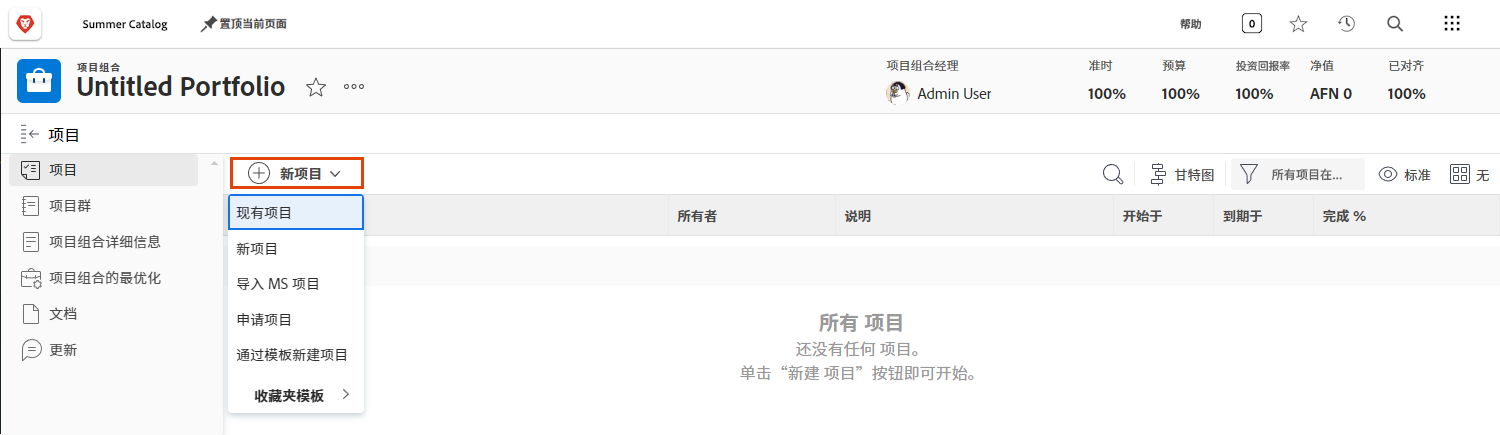 Summer Catalog 置顶当前页面 帮助 0
项目组合
Untitled Portfolio
项目组合经理 准时 预算 投资回报率 净值 已对齐
Admin User 100% 100% 100% AFN 0 100%
项目
项目
项目群
项目组合详细信息
项目组合的最优化
文档
更新
新项目 甘特图 所有项目在... 标准 无
所有者 说明 开始于 到期于 完成 %
现有项目
新项目
导入 MS 项目
申请项目
通过模板新建项目
收藏夹模板
所有 项目
还没有任何 项目。
单击“新建 项目”按钮即可开始。